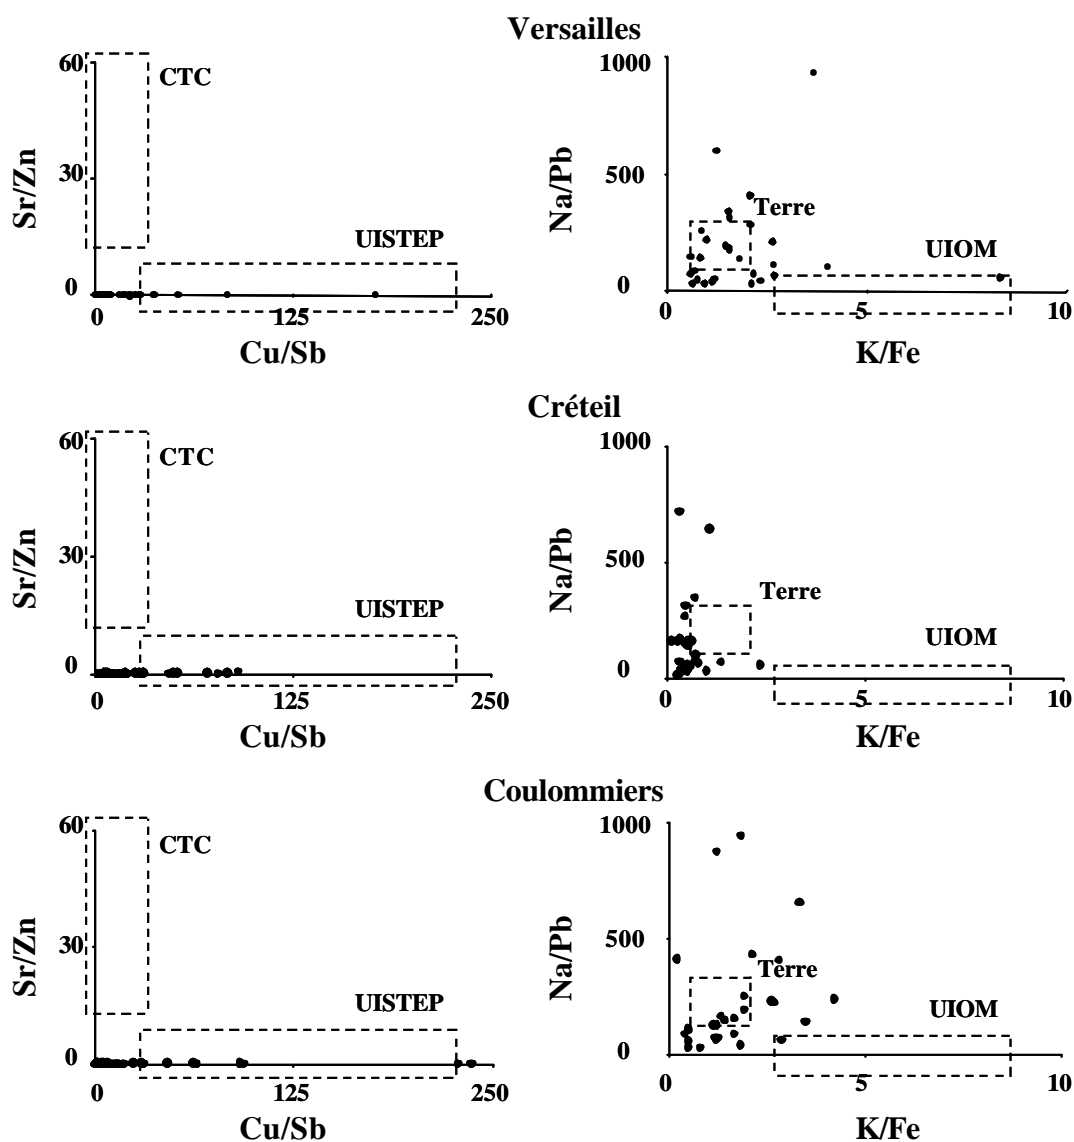 Versailles
60
CTC
30
Sr/Zn
UISTEP
0
0
125
250
Cu/Sb
1000
500
Na/Pb
Terre
UIOM
0
0
5
10
K/Fe
Créteil
60
CTC
30
Sr/Zn
UISTEP
0
0
125
250
Cu/Sb
1000
500
Na/Pb
Terre
UIOM
0
0
5
10
K/Fe
Coulommiers
60
CTC
30
Sr/Zn
UISTEP
0
0
125
250
Cu/Sb
1000
500
Na/Pb
Terre
UIOM
0
0
5
10
K/Fe